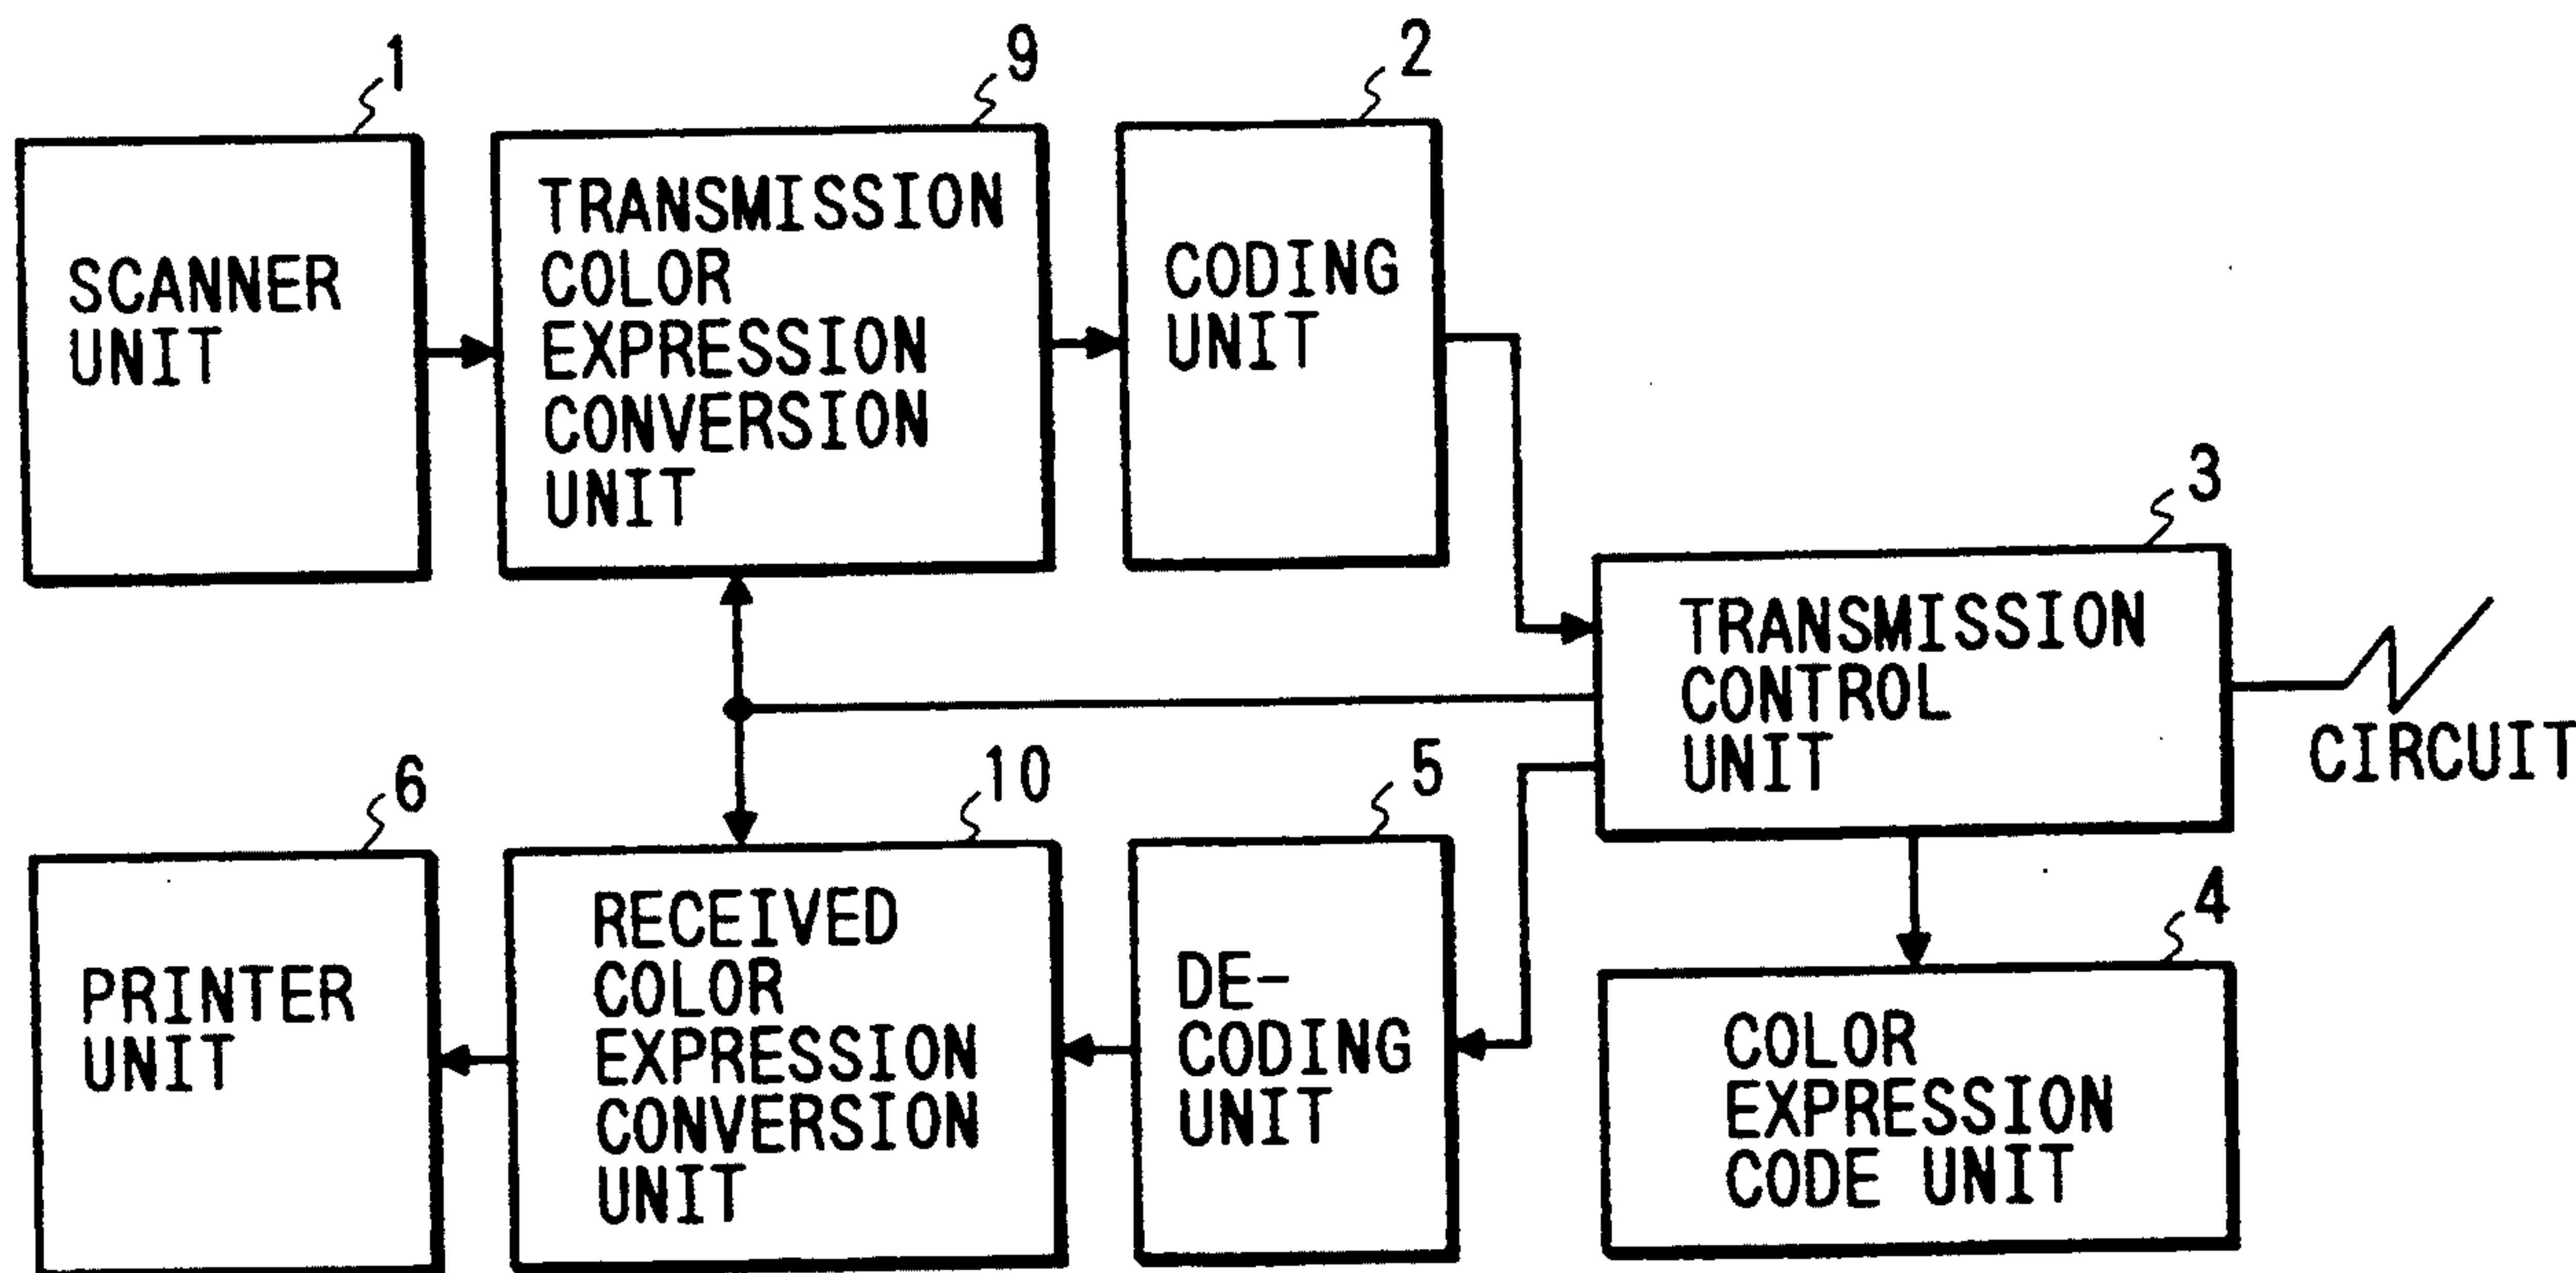 1
SCANNER
UNIT
9
TRANSMISSION
COLOR
EXPRESSION
CONVERSION
UNIT
2
CODING
UNIT
3
TRANSMISSION
CONTROL
UNIT
CIRCUIT
6
PRINTER
UNIT
10
RECEIVED
COLOR
EXPRESSION
CONVERSION
UNIT
5
DE-
CODING
UNIT
4
COLOR
EXPRESSION
CODE UNIT